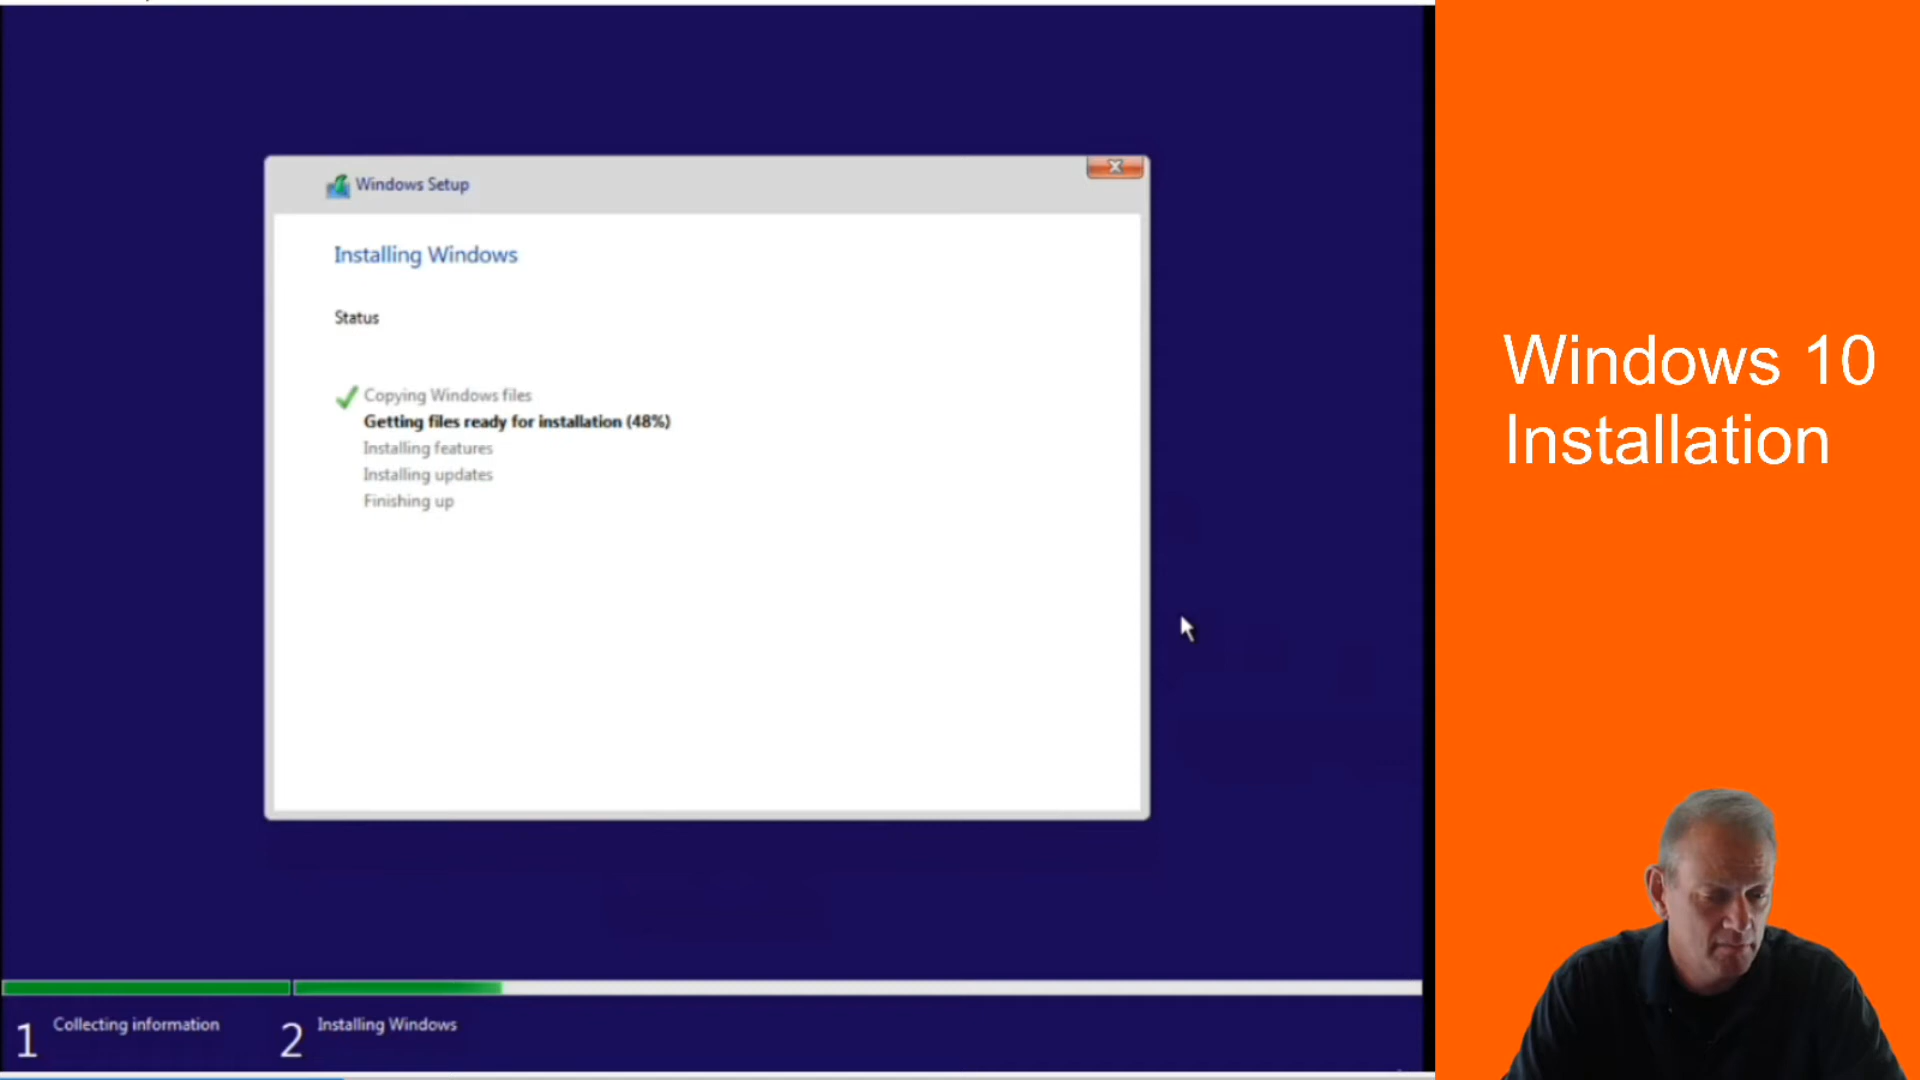 Windows Setup
Installing Windows
Status
Copying Windows files
Getting files ready for installation (48%)
Installing features
Installing updates
Finishing up
1 Collecting information
2 Installing Windows
Windows 10
Installation